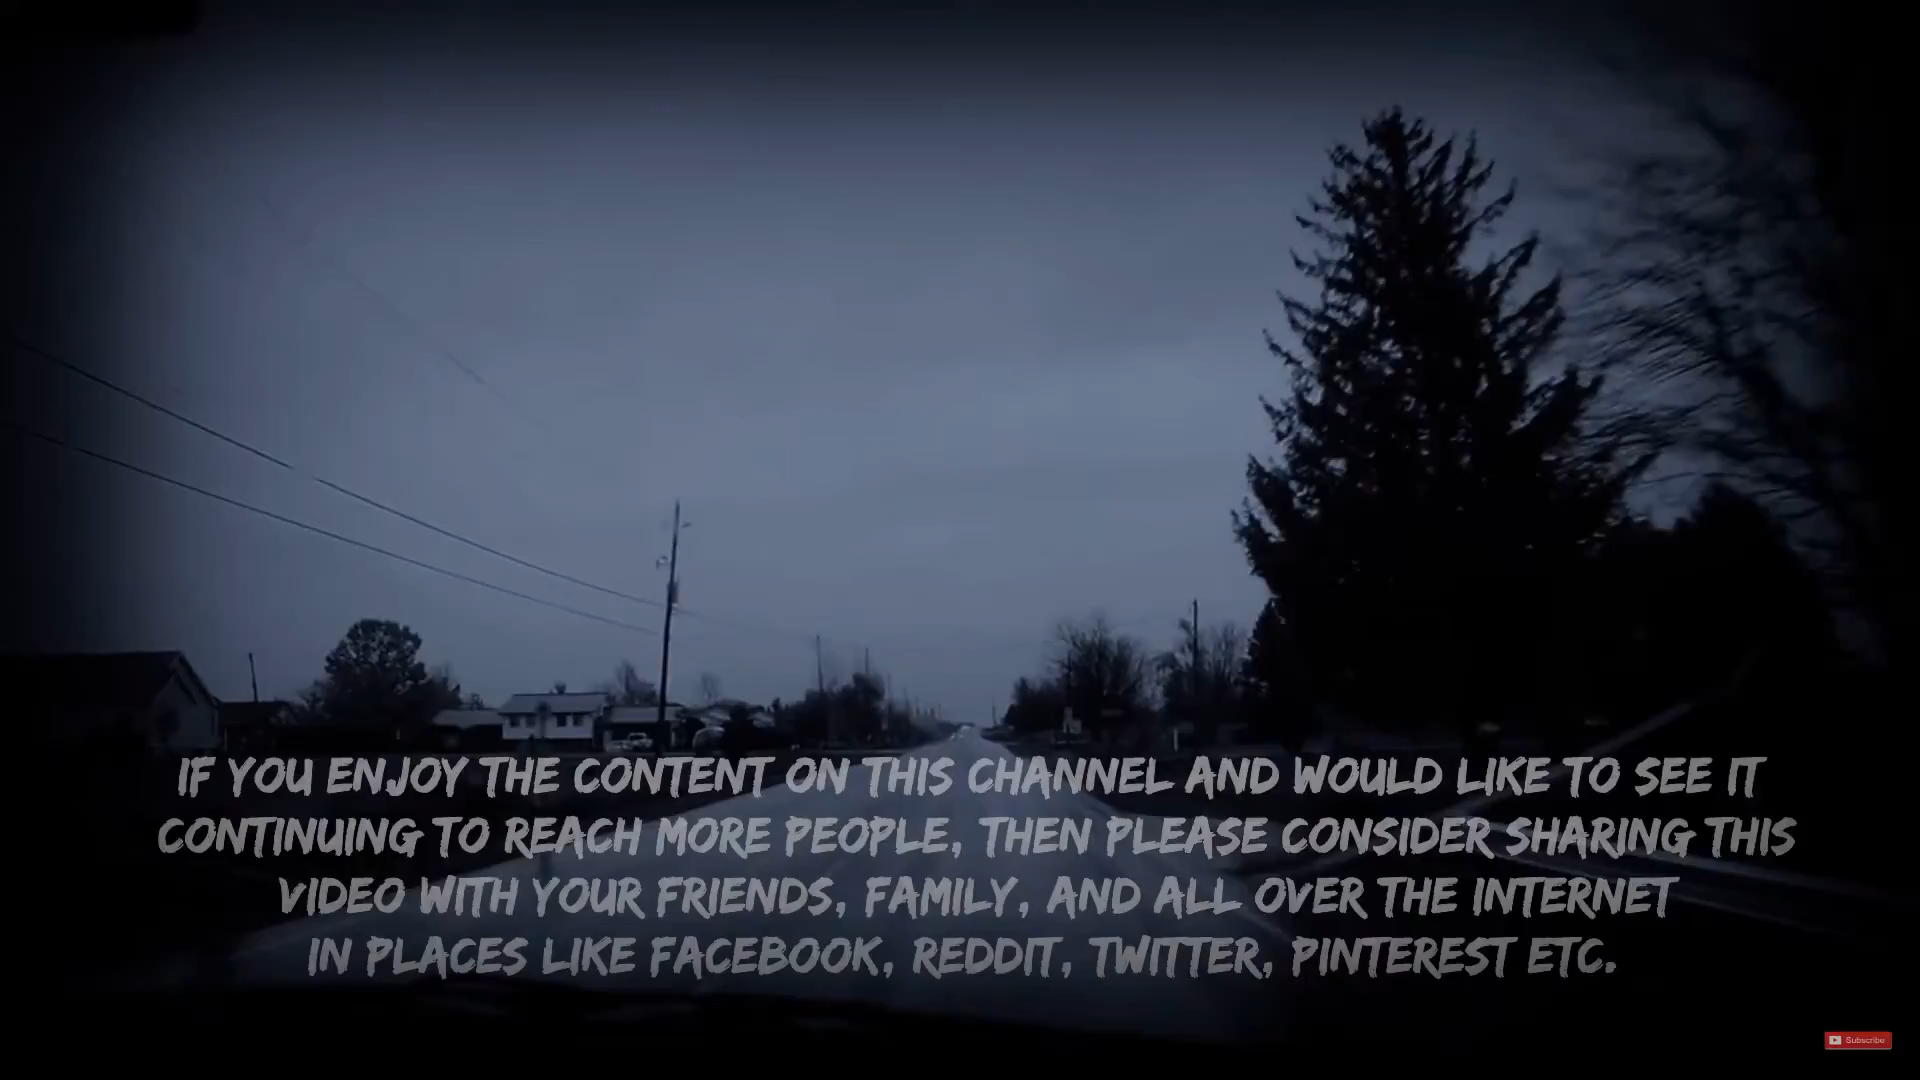 IF YOU ENJOY THE CONTENT ON THIS CHANNEL AND WOULD LIKE TO SEE IT
CONTINUING TO REACH MORE PEOPLE, THEN PLEASE CONSIDER SHARING THIS
VIDEO WITH YOUR FRIENDS, FAMILY, AND ALL OVER THE INTERNET
IN PLACES LIKE FACEBOOK, REDDIT, TWITTER, PINTEREST ETC.
Subscribe